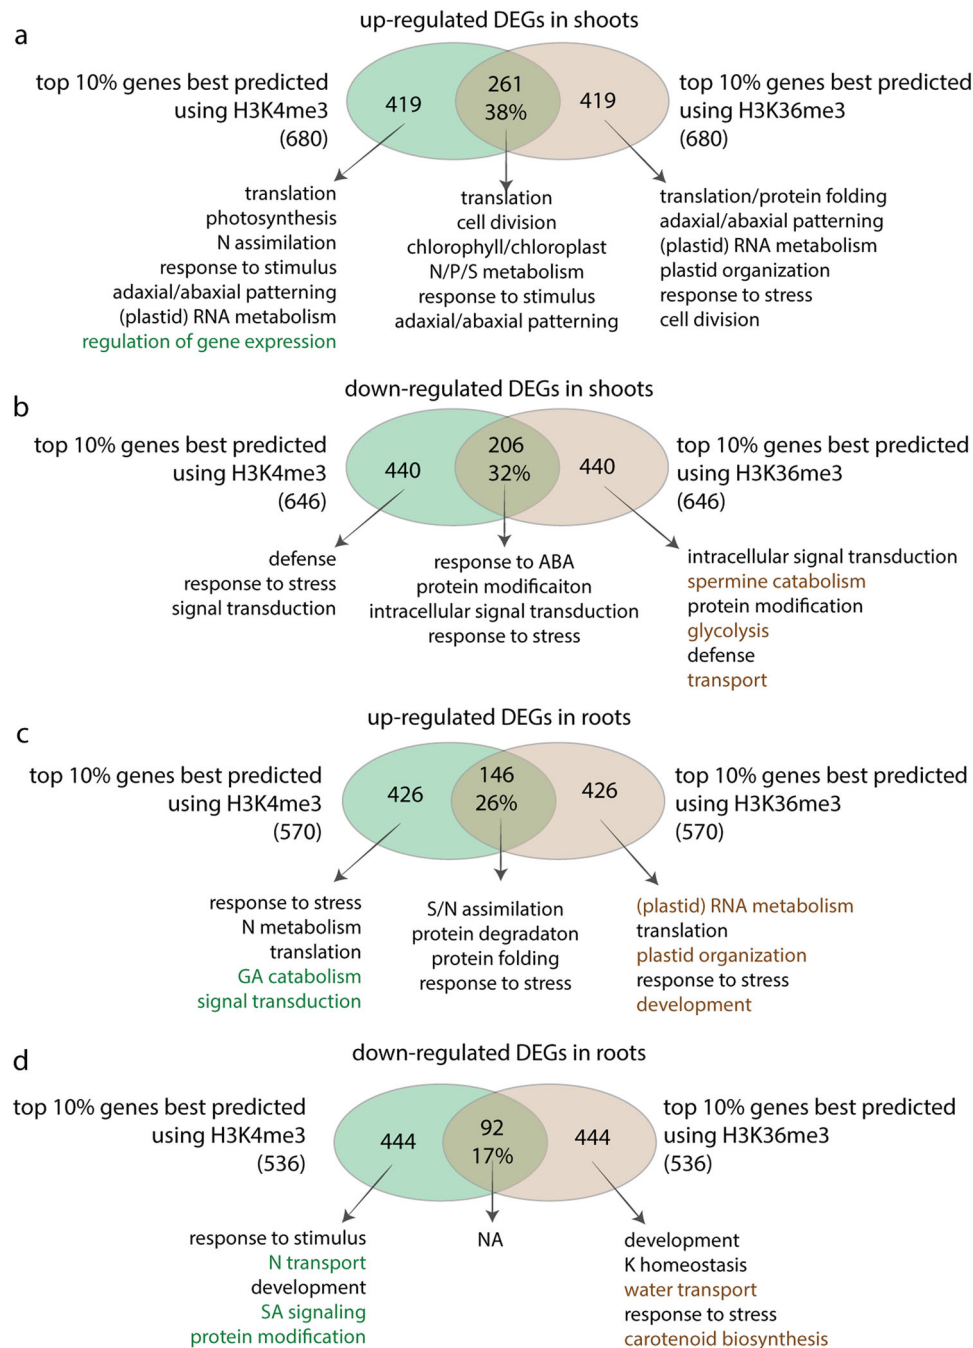 a
up-regulated DEGs in shoots
top 10% genes best predicted
using H3K4me3
(680)
419
261
38%
419
top 10% genes best predicted
using H3K36me3
(680)
translation
photosynthesis
N assimilation
response to stimulus
adaxial/abaxial patterning
(plastid) RNA metabolism
regulation of gene expression
translation
cell division
chlorophyll/chloroplast
N/P/S metabolism
response to stimulus
adaxial/abaxial patterning
translation/protein folding
adaxial/abaxial patterning
(plastid) RNA metabolism
plastid organization
response to stress
cell division
b
down-regulated DEGs in shoots
top 10% genes best predicted
using H3K4me3
(646)
440
206
32%
440
top 10% genes best predicted
using H3K36me3
(646)
defense
response to stress
signal transduction
response to ABA
protein modificaiton
intracellular signal transduction
response to stress
intracellular signal transduction
spermine catabolism
protein modification
glycolysis
defense
transport
c
up-regulated DEGs in roots
top 10% genes best predicted
using H3K4me3
(570)
426
146
26%
426
top 10% genes best predicted
using H3K36me3
(570)
response to stress
N metabolism
translation
GA catabolism
signal transduction
S/N assimilation
protein degradaton
protein folding
response to stress
(plastid) RNA metabolism
translation
plastid organization
response to stress
development
d
down-regulated DEGs in roots
top 10% genes best predicted
using H3K4me3
(536)
444
92
17%
444
top 10% genes best predicted
using H3K36me3
(536)
response to stimulus
N transport
development
SA signaling
protein modification
NA
development
K homeostasis
water transport
response to stress
carotenoid biosynthesis